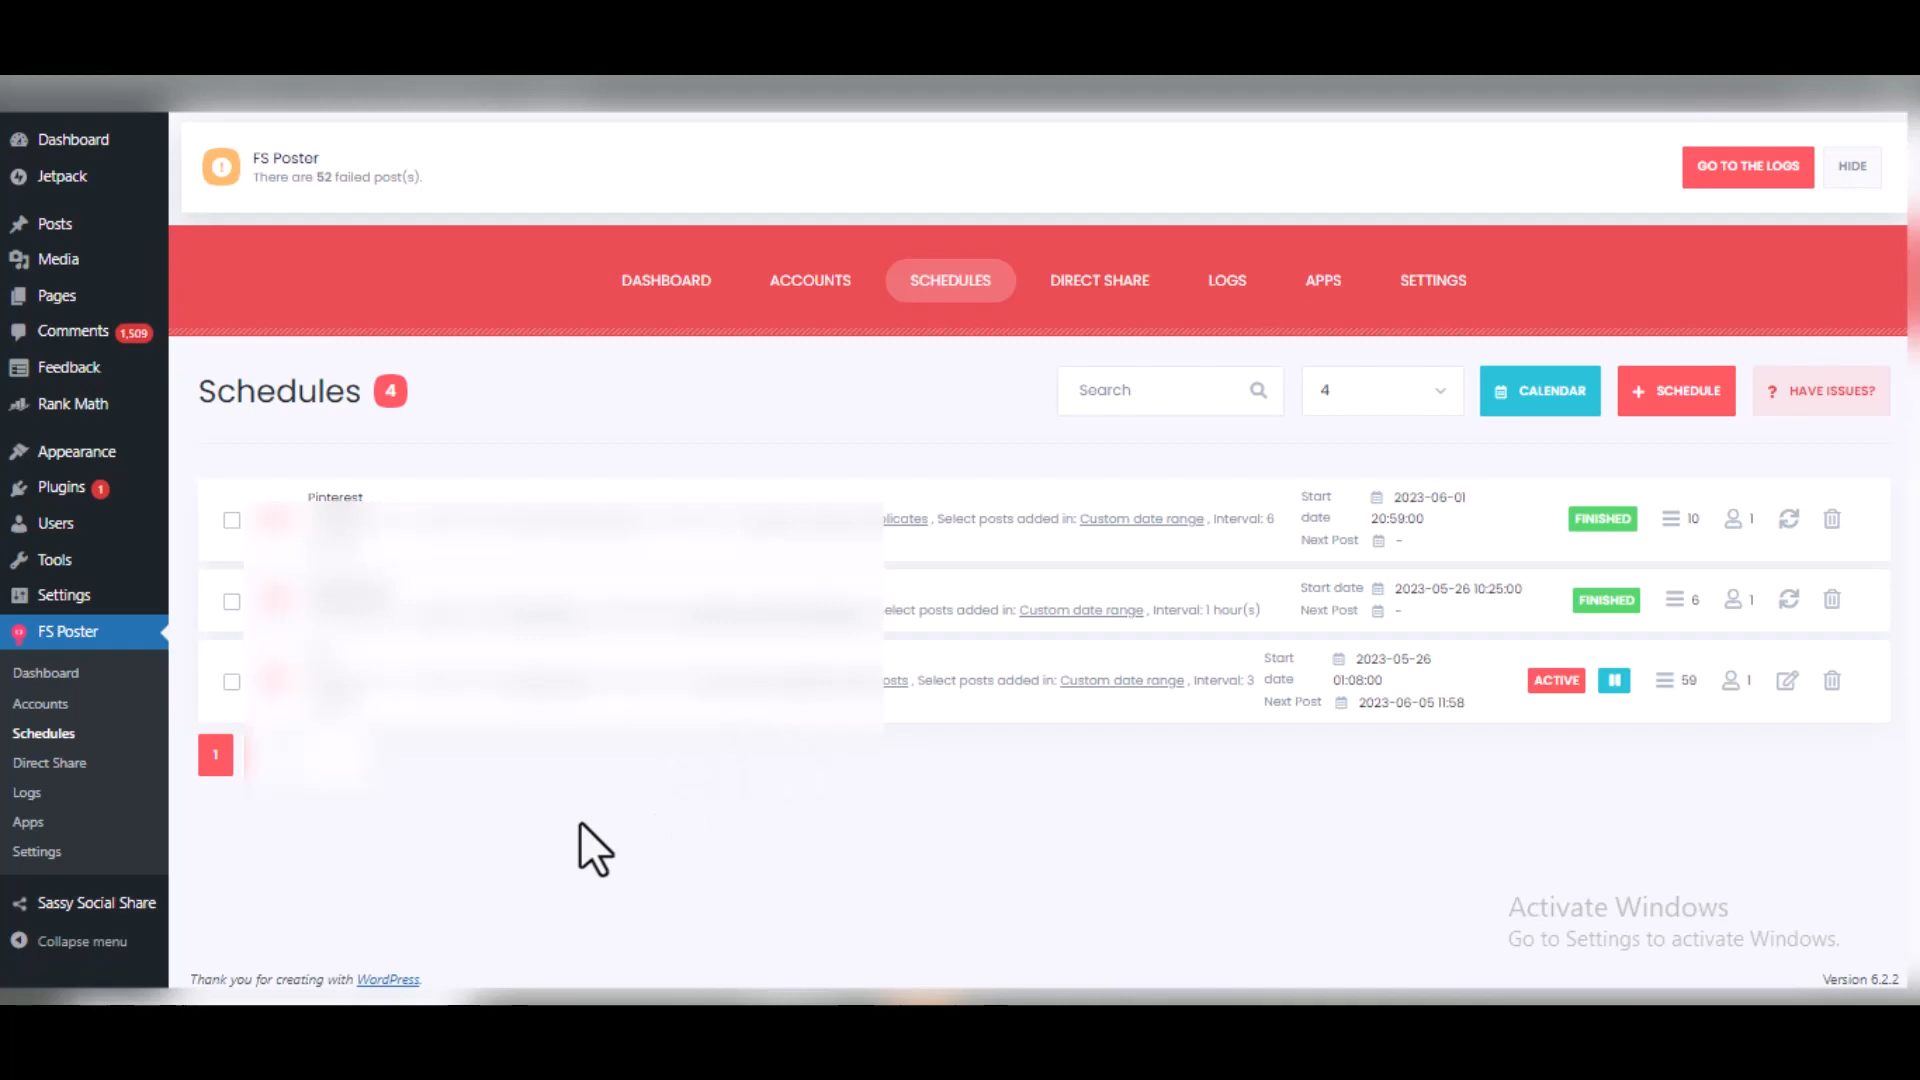 Dashboard
Jetpack
Posts
Media
Pages
Comments 1,509
Feedback
Rank Math
Appearance
Plugins 1
Users
Tools
Settings
FS Poster
Dashboard
Accounts
Schedules
Direct Share
Logs
Apps
Settings
Sassy Social Share
Collapse menu
FS Poster
There are 52 failed post(s).
GO TO THE LOGS
HIDE
DASHBOARD ACCOUNTS SCHEDULES DIRECT SHARE LOGS APPS SETTINGS
Schedules 4
Search
4
CALENDAR
+ SCHEDULE
? HAVE ISSUES?
Pinterest
, Select posts added in: Custom date range , Interval: 6
Start date 2023-06-01 20:59:00
Next Post -
FINISHED 10 1
posts added in: Custom date range , Interval: 1 hour(s)
Start date 2023-05-26 10:25:00
Next Post -
FINISHED 6 1
, Select posts added in: Custom date range , Interval: 3
Start date 2023-05-26 01:08:00
Next Post 2023-06-05 11:58
ACTIVE 59 1
1
Activate Windows
Go to Settings to activate Windows.
Thank you for creating with WordPress.
Version 6.2.2